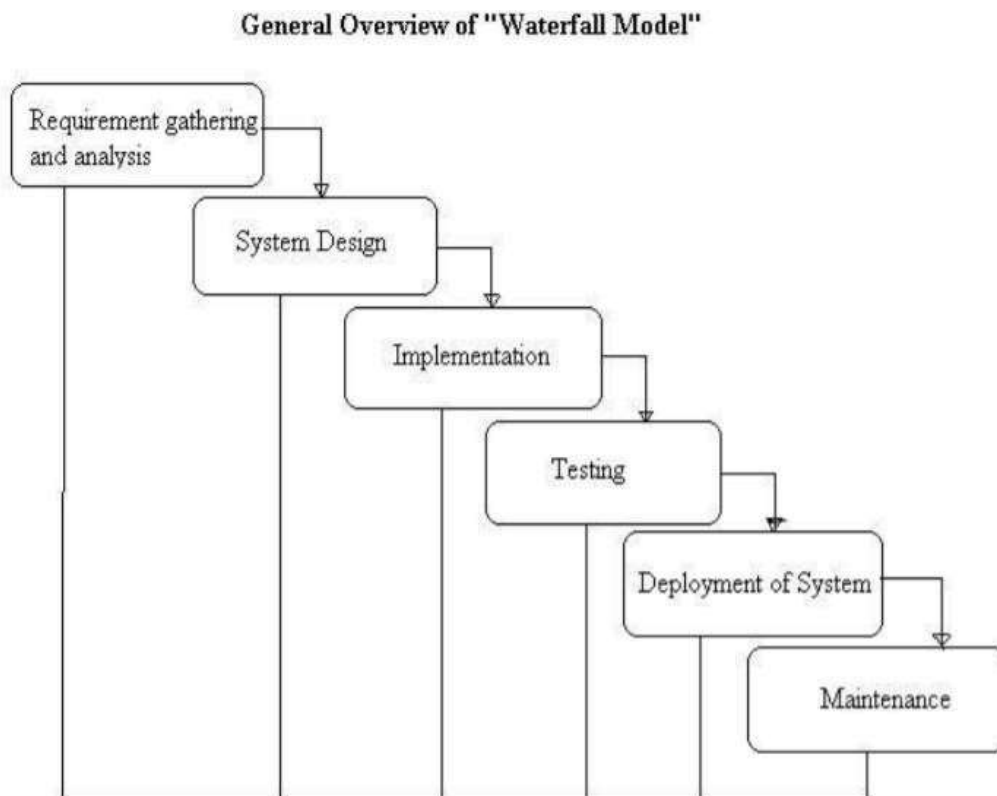 General Overview of "Waterfall Model"
Requirement gathering
and analysis
System Design
Implementation
Testing
Deployment of System
Maintenance